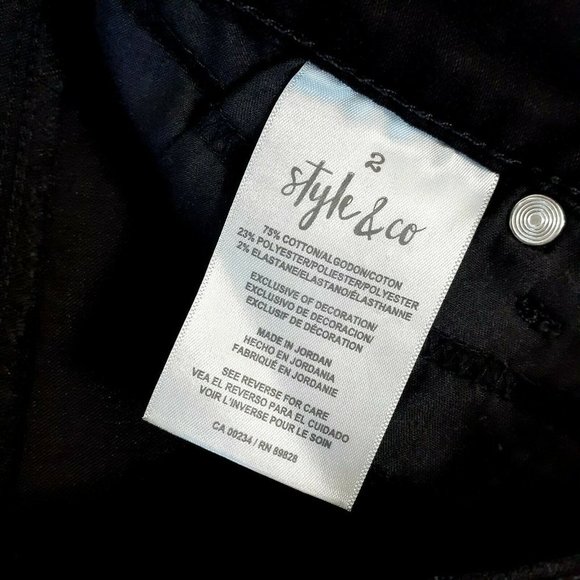 2
style & co
75% COTTON/ALGODON/COTON
23% POLYESTER/POLIESTER/POLYESTER
2% ELASTANE/ELASTANO/ÉLASTHANNE
EXCLUSIVE OF DECORATION/
EXCLUSIVO DE DECORACION/
EXCLUSIF DE DÉCORATION
MADE IN JORDAN
HECHO EN JORDANIA
FABRIQUÉ EN JORDANIE
SEE REVERSE FOR CARE
VEA EL REVERSO PARA EL CUIDADO
VOIR L'INVERSE POUR LE SOIN
CA 00234 / RN 89828